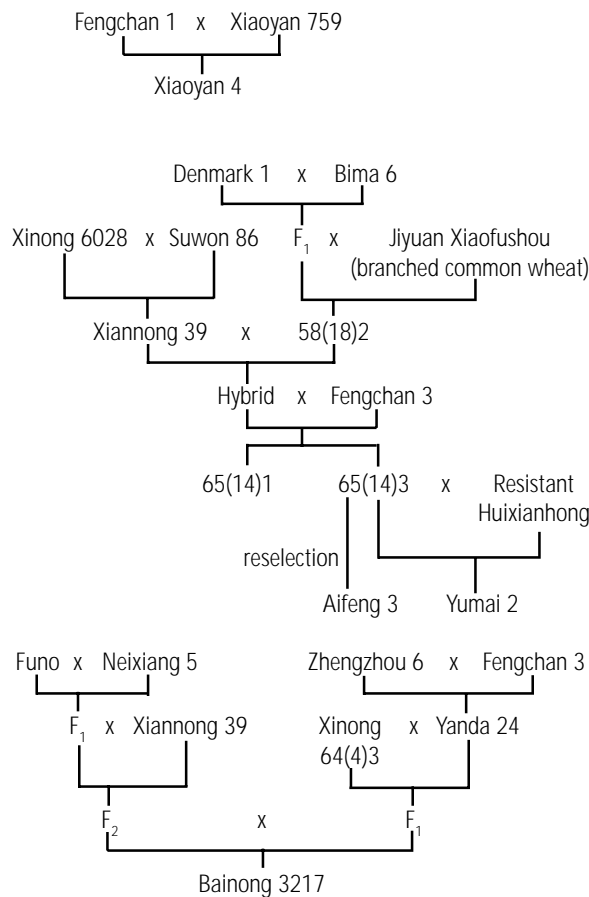 Fengchan 1 x Xiaoyan 759
Xiaoyan 4
Denmark 1 x Bima 6
Xinong 6028 x Suwon 86 F₁ x Jiyuan Xiaofushou
(branched common wheat)
Xiannong 39 x 58(18)2
Hybrid x Fengchan 3
65(14)1 65(14)3 x Resistant
Huixianhong
reselection
Aifeng 3 Yumai 2
Funo x Neixiang 5 Zhengzhou 6 x Fengchan 3
F₁ x Xiannong 39 Xinong x Yanda 24
64(4)3
F₂ x F₁
Bainong 3217